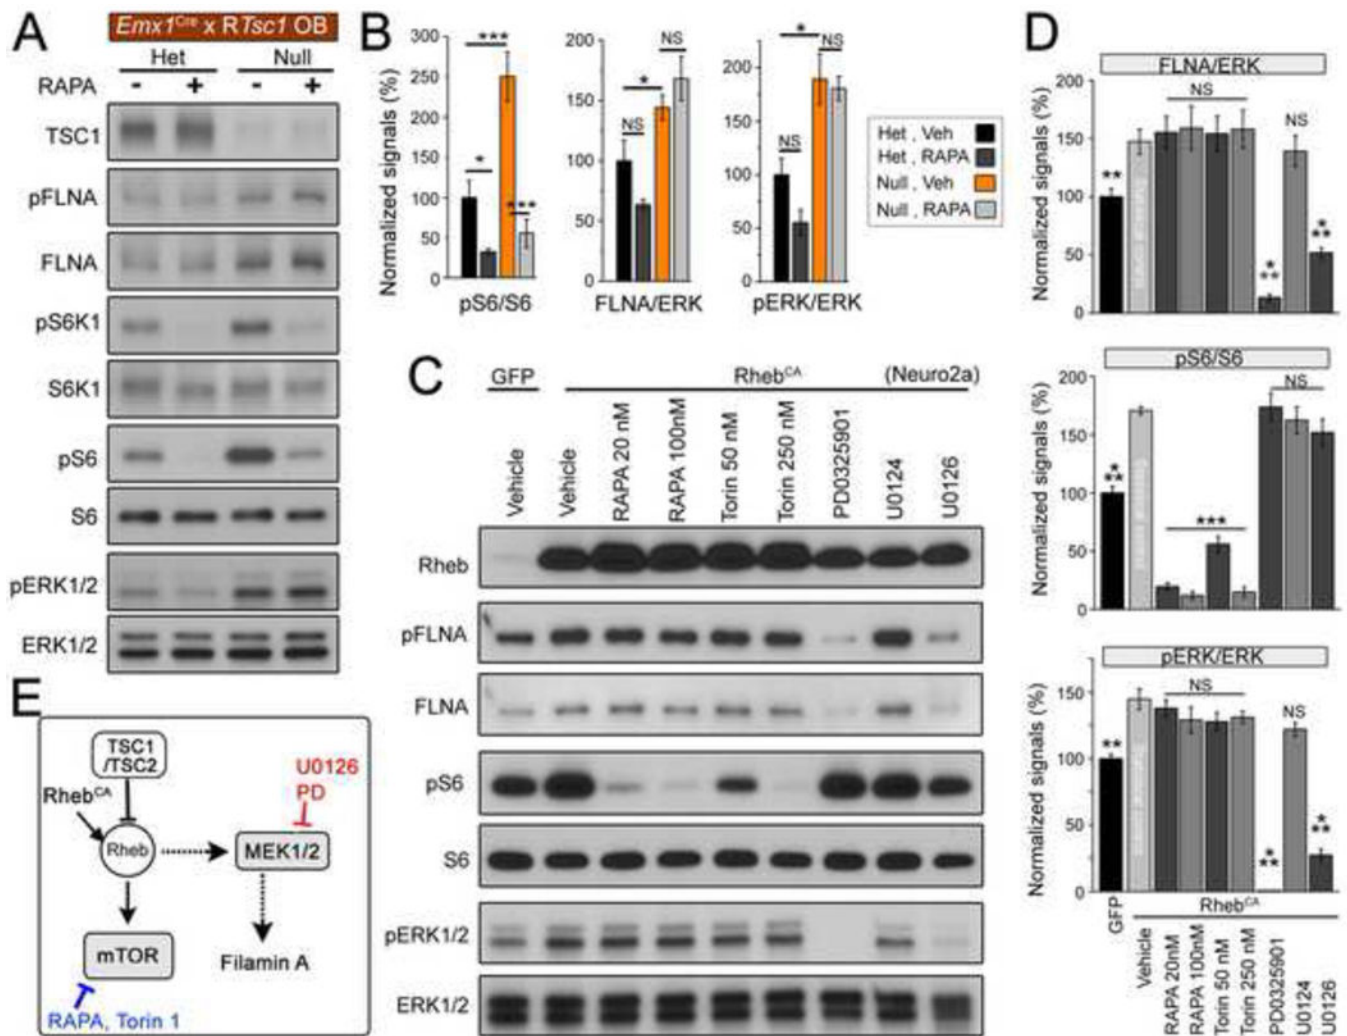 A
Emx1Cre x RTsc1 OB
Het Null
RAPA - + - +
TSC1
pFLNA
FLNA
pS6K1
S6K1
pS6
S6
pERK1/2
ERK1/2
B
Normalized signals (%)
300
250
200
150
100
50
0
*** * ***
pS6/S6
200
150
100
50
0
NS * NS
FLNA/ERK
200
150
100
50
0
NS * NS
pERK/ERK
Het , Veh
Het , RAPA
Null , Veh
Null , RAPA
C
GFP RhebCA (Neuro2a)
Vehicle
Vehicle
RAPA 20 nM
RAPA 100nM
Torin 50 nM
Torin 250 nM
PD0325901
U0124
U0126
Rheb
pFLNA
FLNA
pS6
S6
pERK1/2
ERK1/2
D
FLNA/ERK
Normalized signals (%)
200
150
100
50
0
** NS *** NS ***
pS6/S6
Normalized signals (%)
200
150
100
50
0
*** *** NS
pERK/ERK
Normalized signals (%)
150
100
50
0
** NS *** NS ***
GFP
RhebCA
Vehicle
RAPA 20nM
RAPA 100nM
Torin 50 nM
Torin 250 nM
PD0325901
U0124
U0126
E
TSC1
/TSC2
RhebCA
Rheb
U0126
PD
MEK1/2
mTOR
Filamin A
RAPA, Torin 1